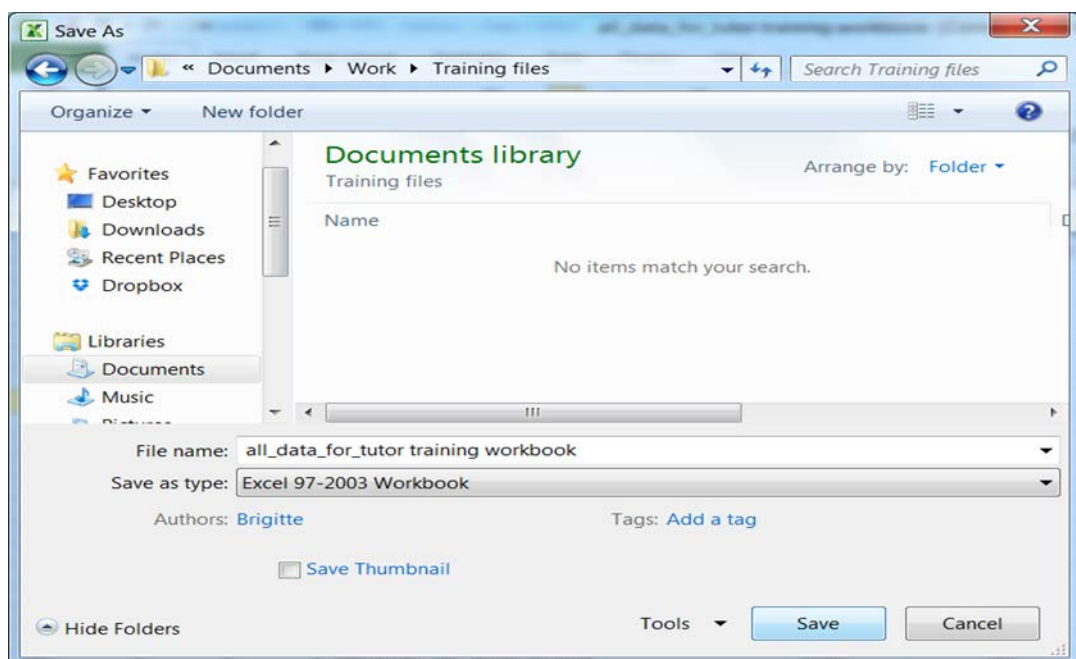 Save As
« Documents ▸ Work ▸ Training files Search Training files
Organize New folder
Documents library
Training files
Arrange by: Folder
Favorites
Desktop
Downloads
Recent Places
Dropbox
Libraries
Documents
Music
Name
No items match your search.
File name: all_data_for_tutor training workbook
Save as type: Excel 97-2003 Workbook
Authors: Brigitte Tags: Add a tag
Save Thumbnail
Hide Folders Tools Save Cancel